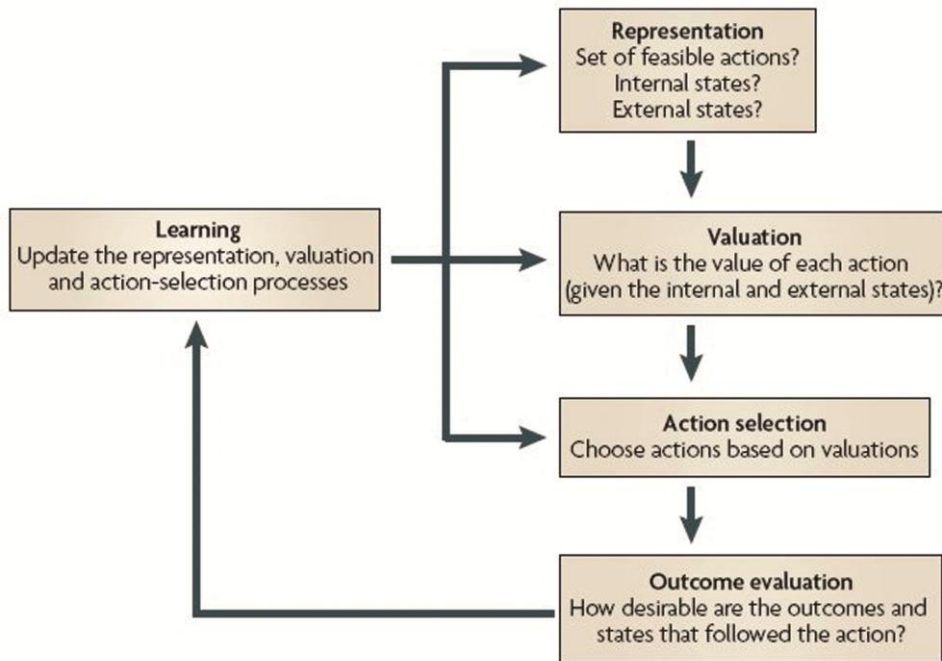 Representation
Set of feasible actions?
Internal states?
External states?
Learning
Update the representation, valuation
and action-selection processes
Valuation
What is the value of each action
(given the internal and external states)?
Action selection
Choose actions based on valuations
Outcome evaluation
How desirable are the outcomes and
states that followed the action?